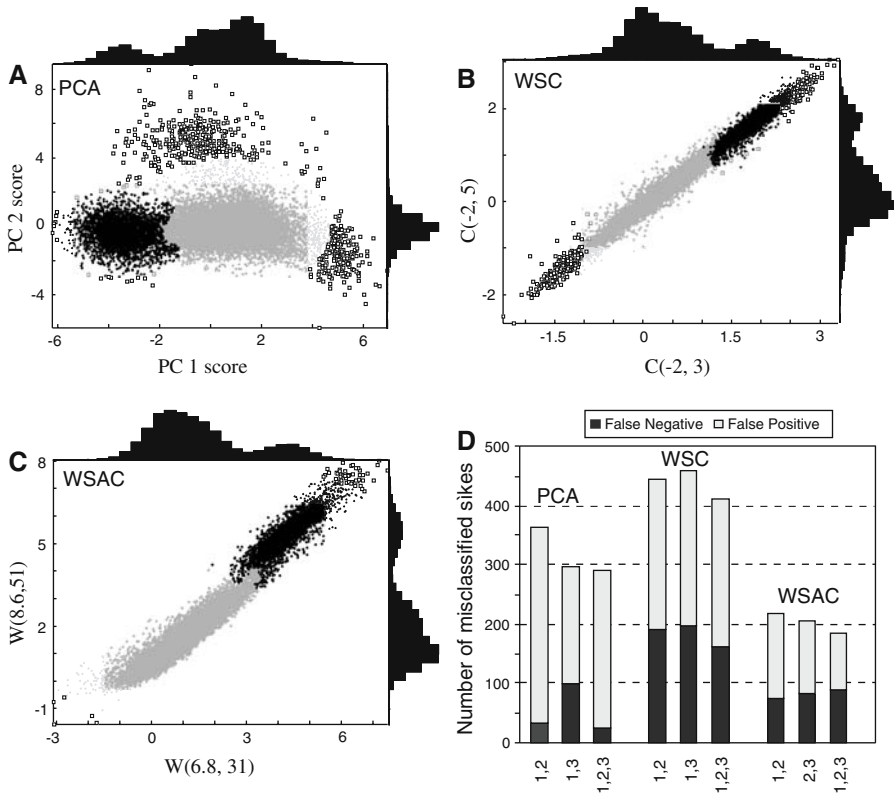 A
PCA
8
4
0
-4
PC 2 score
-6
-2
2
6
PC 1 score
B
WSC
2
0
-2
C(-2, 5)
-1.5
0
1.5
3
C(-2, 3)
C
WSAC
8
5
2
-1
W(8.6,51)
-3
0
3
6
W(6.8, 31)
D
False Negative False Positive
500
400
300
200
100
0
Number of misclassified sikes
PCA
WSC
WSAC
1,2
1,3
1,2,3
1,2
1,3
1,2,3
1,2
2,3
1,2,3